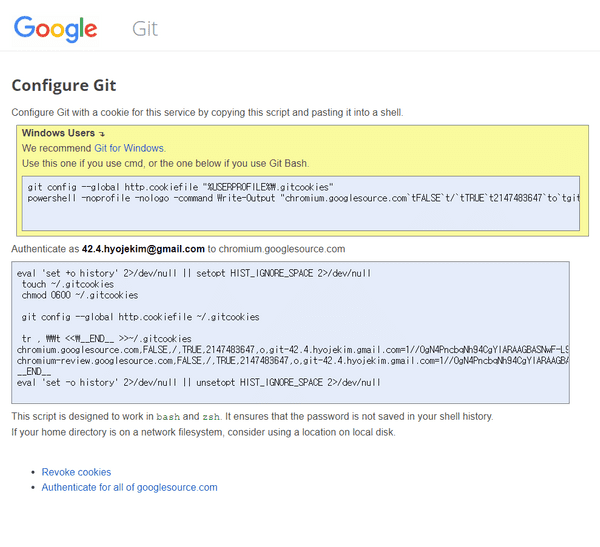 Google Git
Configure Git
Configure Git with a cookie for this service by copying this script and pasting it into a shell.
Windows Users ↴
We recommend Git for Windows.
Use this one if you use cmd, or the one below if you use Git Bash.
git config --global http.cookiefile "%USERPROFILE%₩.gitcookies"
powershell -noprofile -nologo -command Write-Output "chromium.googlesource.com`tFALSE`t/`tTRUE`t2147483647`to`tgit
Authenticate as 42.4.hyojekim@gmail.com to chromium.googlesource.com
eval 'set +o history' 2>/dev/null || setopt HIST_IGNORE_SPACE 2>/dev/null
touch ~/.gitcookies
chmod 0600 ~/.gitcookies
git config --global http.cookiefile ~/.gitcookies
tr , ₩₩t <<₩__END__ >>~/.gitcookies
chromium.googlesource.com,FALSE,/,TRUE,2147483647,o,git-42.4.hyojekim.gmail.com=1//0gN4PncbqNh94CgYIARAAGBASNwF-L9
chromium-review.googlesource.com,FALSE,/,TRUE,2147483647,o,git-42.4.hyojekim.gmail.com=1//0gN4PncbqNh94CgYIARAAGBA
__END__
eval 'set -o history' 2>/dev/null || unsetopt HIST_IGNORE_SPACE 2>/dev/null
This script is designed to work in bash and zsh. It ensures that the password is not saved in your shell history.
If your home directory is on a network filesystem, consider using a location on local disk.
• Revoke cookies
• Authenticate for all of googlesource.com